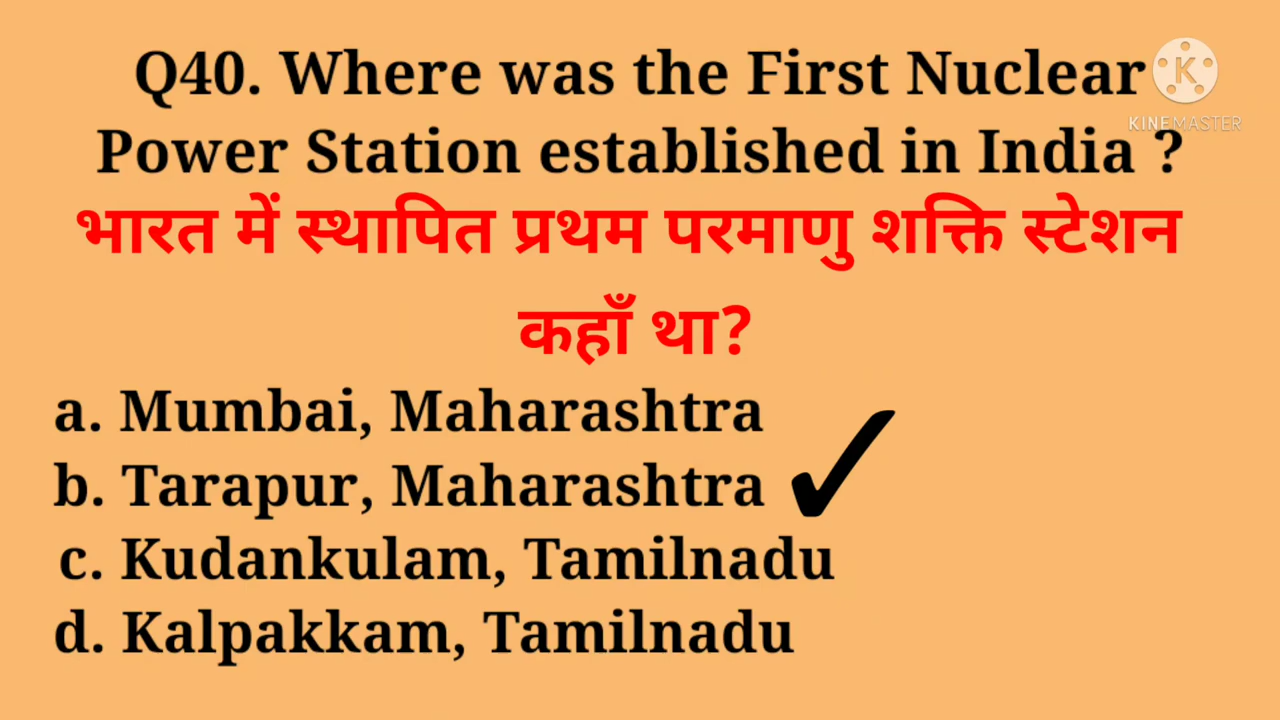 Q40. Where was the First Nuclear
Power Station established in India ?
भारत में स्थापित प्रथम परमाणु शक्ति स्टेशन
कहाँ था?
a. Mumbai, Maharashtra
b. Tarapur, Maharashtra
c. Kudankulam, Tamilnadu
d. Kalpakkam, Tamilnadu
K
KINEMASTER